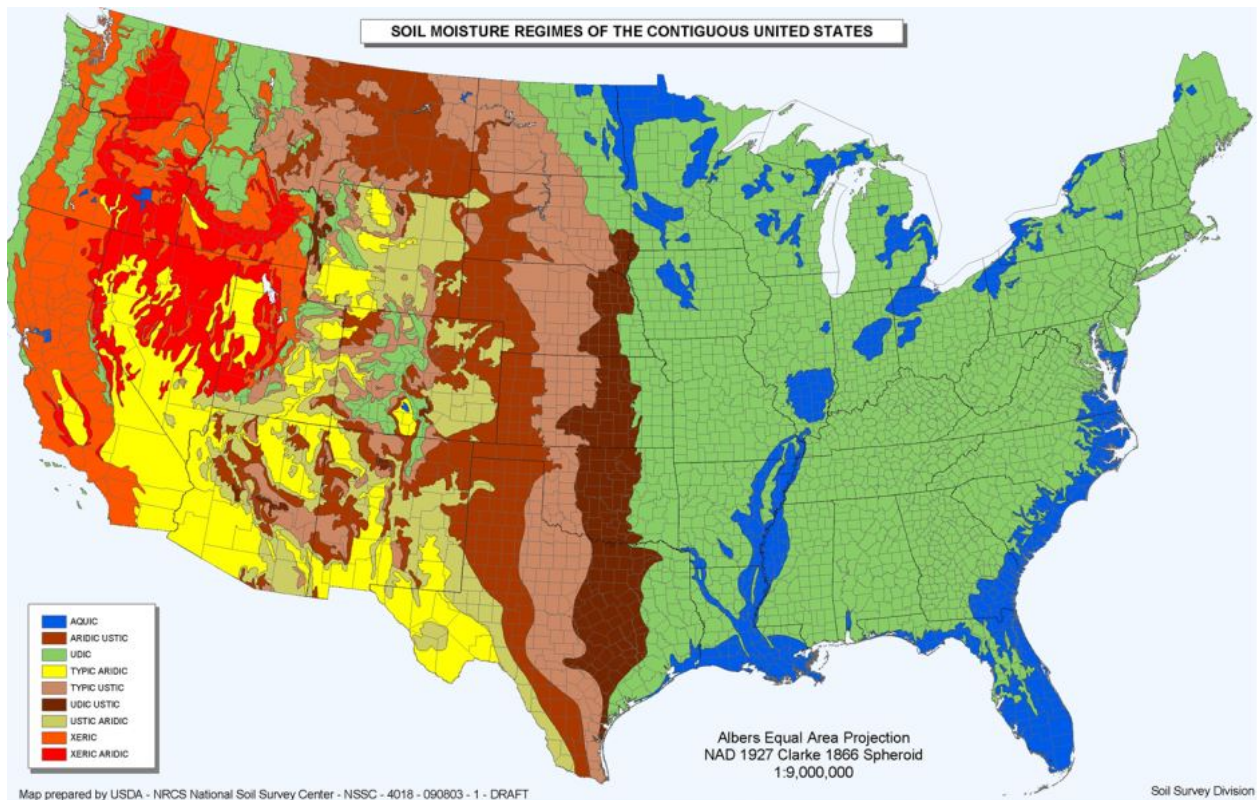 SOIL MOISTURE REGIMES OF THE CONTIGUOUS UNITED STATES
AQUIC
ARIDIC USTIC
UDIC
TYPIC ARIDIC
TYPIC USTIC
UDIC USTIC
USTIC ARIDIC
XERIC
XERIC ARIDIC
Albers Equal Area Projection
NAD 1927 Clarke 1866 Spheroid
1:9,000,000
Map prepared by USDA - NRCS National Soil Survey Center - NSSC - 4018 - 090803 - 1 - DRAFT
Soil Survey Division